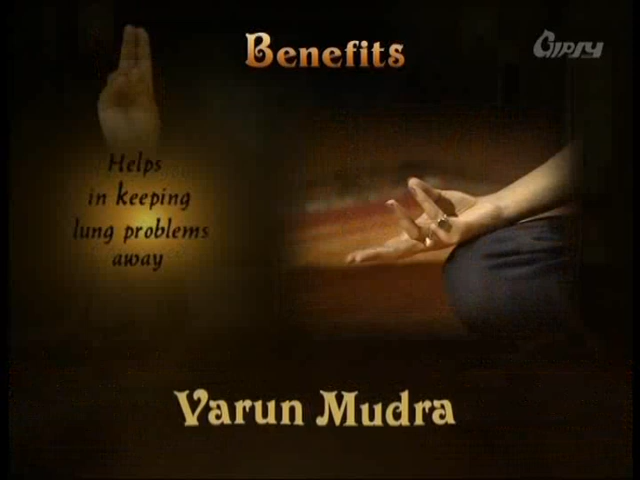 Benefits
GIPSY
Helps
in keeping
lung problems
away
Varun Mudra